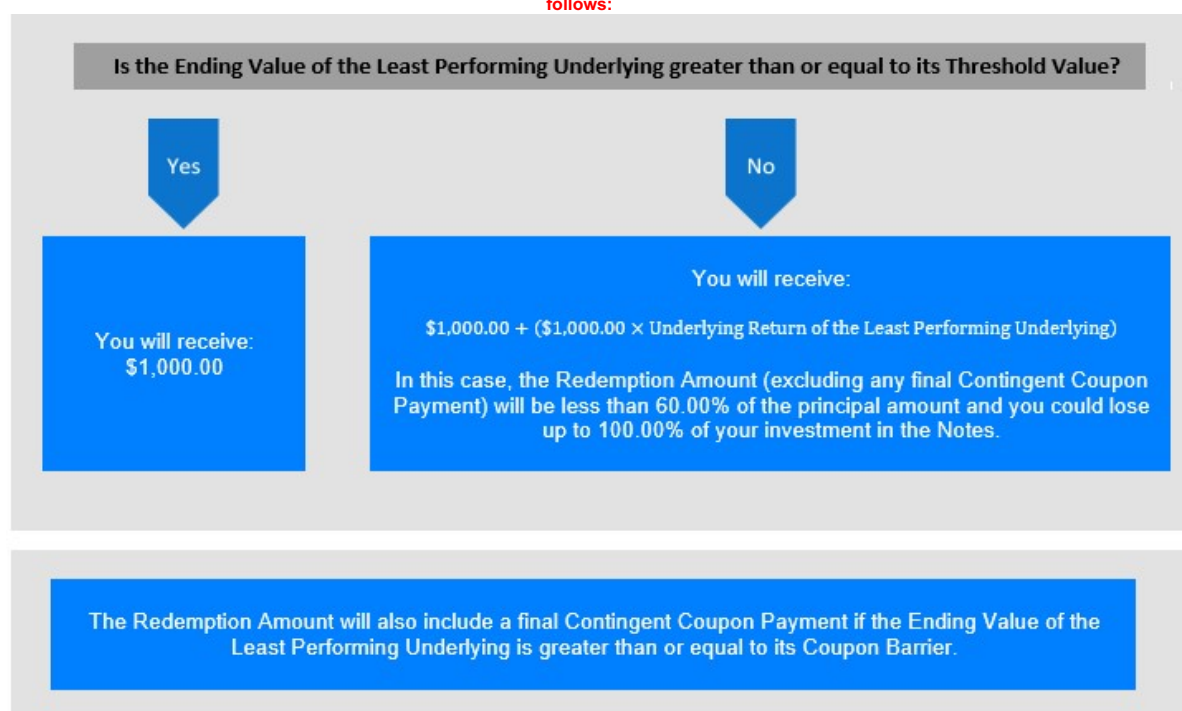 follows:
Is the Ending Value of the Least Performing Underlying greater than or equal to its Threshold Value?
Yes
No
You will receive:
$1,000.00
You will receive:
$1,000.00 + ($1,000.00 × Underlying Return of the Least Performing Underlying)
In this case, the Redemption Amount (excluding any final Contingent Coupon
Payment) will be less than 60.00% of the principal amount and you could lose
up to 100.00% of your investment in the Notes.
The Redemption Amount will also include a final Contingent Coupon Payment if the Ending Value of the
Least Performing Underlying is greater than or equal to its Coupon Barrier.